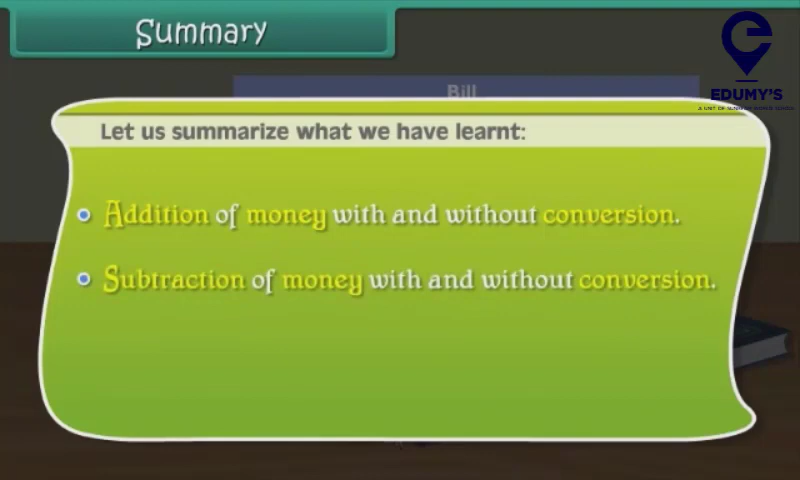 Summary
EDUMY'S
Bill
Let us summarize what we have learnt:
Addition of money with and without conversion.
Subtraction of money with and without conversion.